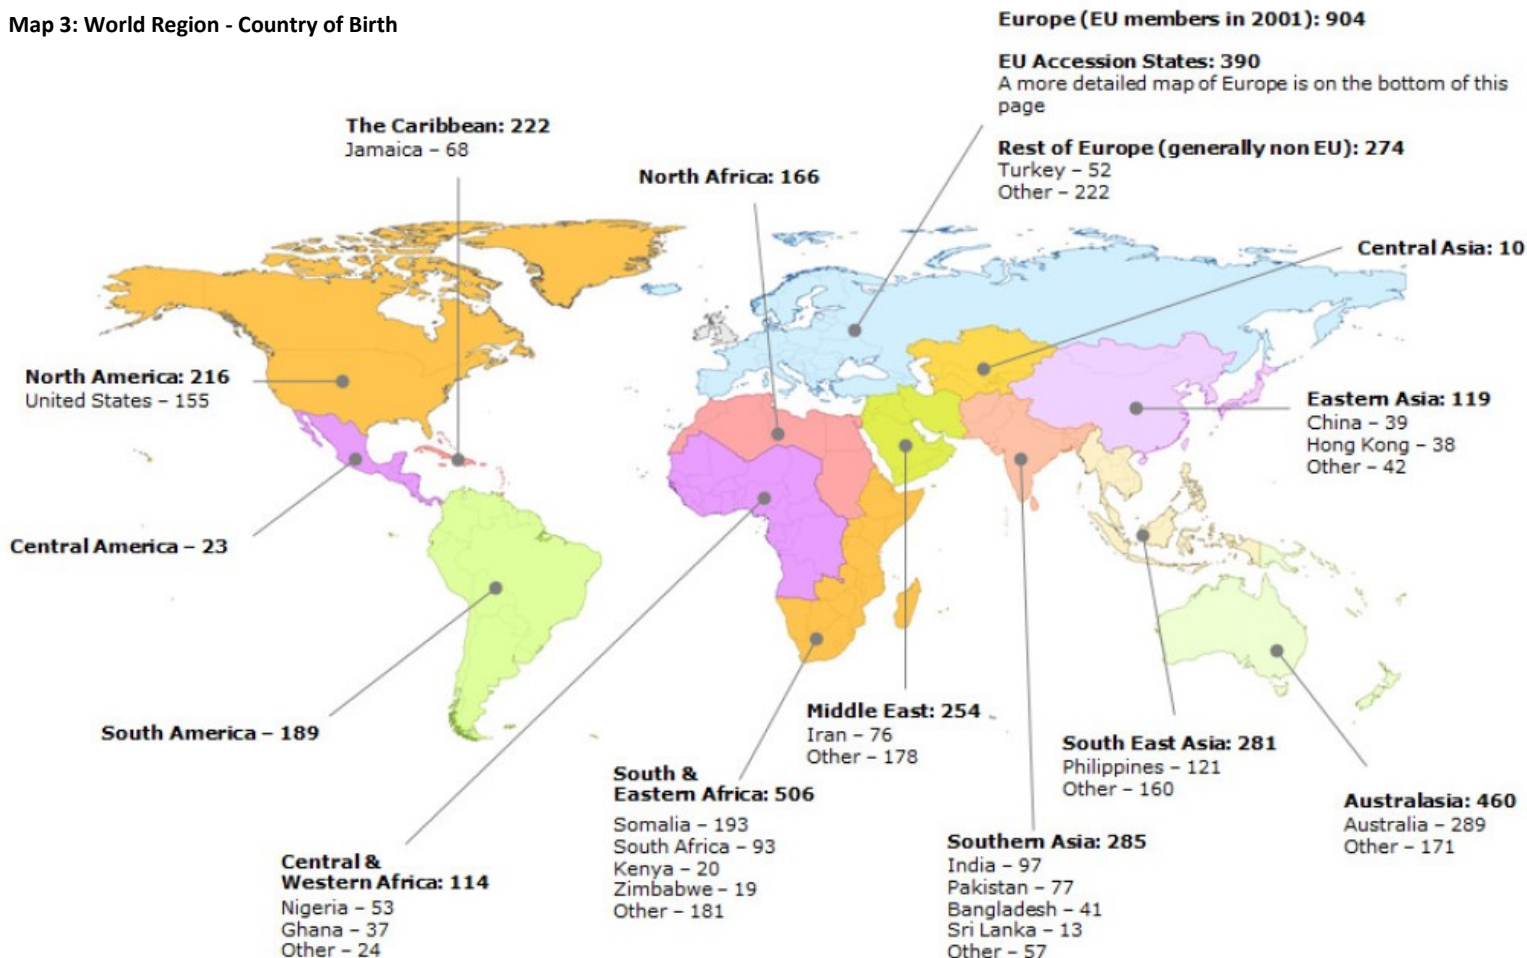 Map 3: World Region - Country of Birth
Europe (EU members in 2001): 904
EU Accession States: 390
A more detailed map of Europe is on the bottom of this
page
Rest of Europe (generally non EU): 274
Turkey – 52
Other – 222
The Caribbean: 222
Jamaica – 68
North Africa: 166
Central Asia: 10
North America: 216
United States – 155
Eastern Asia: 119
China – 39
Hong Kong – 38
Other – 42
Central America – 23
South America – 189
Middle East: 254
Iran – 76
Other – 178
South East Asia: 281
Philippines – 121
Other – 160
South &
Eastern Africa: 506
Somalia – 193
South Africa – 93
Kenya – 20
Zimbabwe – 19
Other – 181
Australasia: 460
Australia – 289
Other – 171
Southern Asia: 285
India – 97
Pakistan – 77
Bangladesh – 41
Sri Lanka – 13
Other – 57
Central &
Western Africa: 114
Nigeria – 53
Ghana – 37
Other – 24